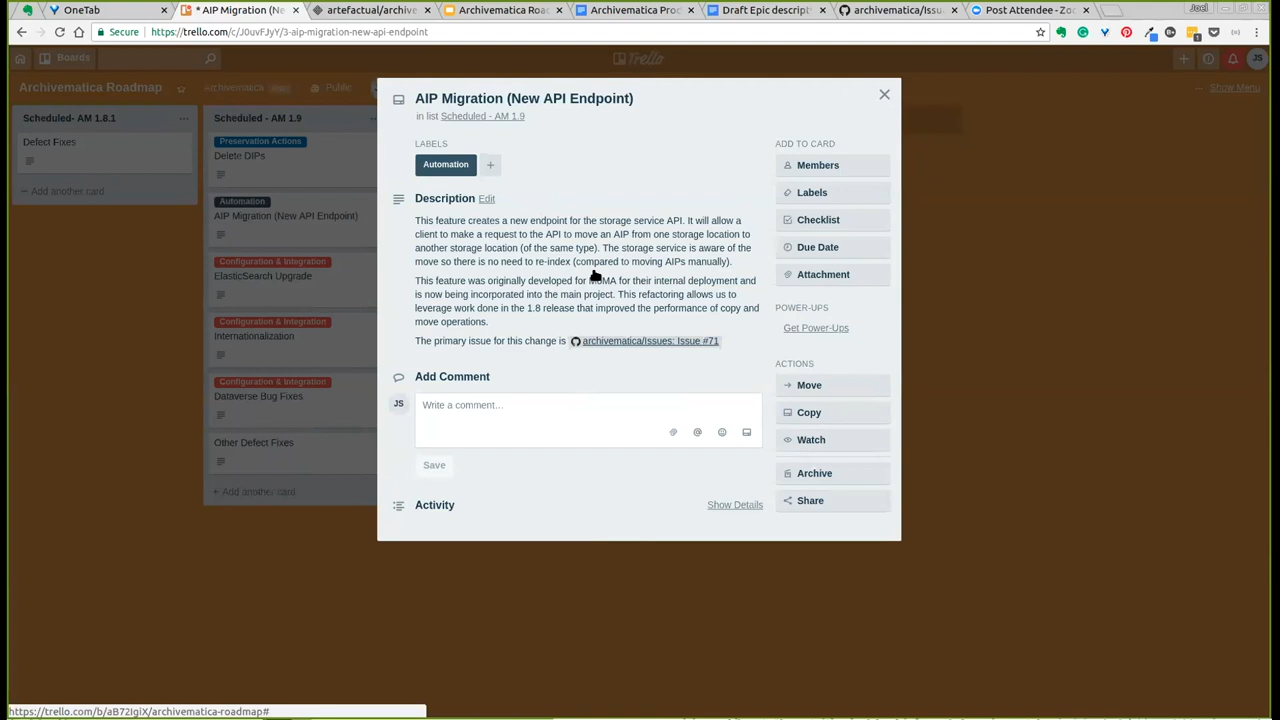 OneTab
* AIP Migration (Ne
artefactual/archive
Archivematica Roa
Archivematica Prod
Draft Epic descript
archivematica/Issu
Post Attendee - Zo
Joel
Secure
https://trello.com/c/J0uvFJyY/3-aip-migration-new-api-endpoint
Boards
Trello
JS
Archivematica Roadmap
Archivematica
Public
Show Menu
Scheduled- AM 1.8.1
Defect Fixes
+ Add another card
Scheduled - AM 1.9
Preservation Actions
Delete DIPs
Automation
AIP Migration (New API Endpoint)
Configuration & Integration
ElasticSearch Upgrade
Configuration & Integration
Internationalization
Configuration & Integration
Dataverse Bug Fixes
Other Defect Fixes
+ Add another card
AIP Migration (New API Endpoint)
in list Scheduled - AM 1.9
LABELS
Automation
Description Edit
This feature creates a new endpoint for the storage service API. It will allow a
client to make a request to the API to move an AIP from one storage location to
another storage location (of the same type). The storage service is aware of the
move so there is no need to re-index (compared to moving AIPs manually).
This feature was originally developed for MoMA for their internal deployment and
is now being incorporated into the main project. This refactoring allows us to
leverage work done in the 1.8 release that improved the performance of copy and
move operations.
The primary issue for this change is archivematica/Issues: Issue #71
Add Comment
JS
Write a comment…
Save
Activity
Show Details
ADD TO CARD
Members
Labels
Checklist
Due Date
Attachment
POWER-UPS
Get Power-Ups
ACTIONS
Move
Copy
Watch
Archive
Share
https://trello.com/b/aB72IgiX/archivematica-roadmap#